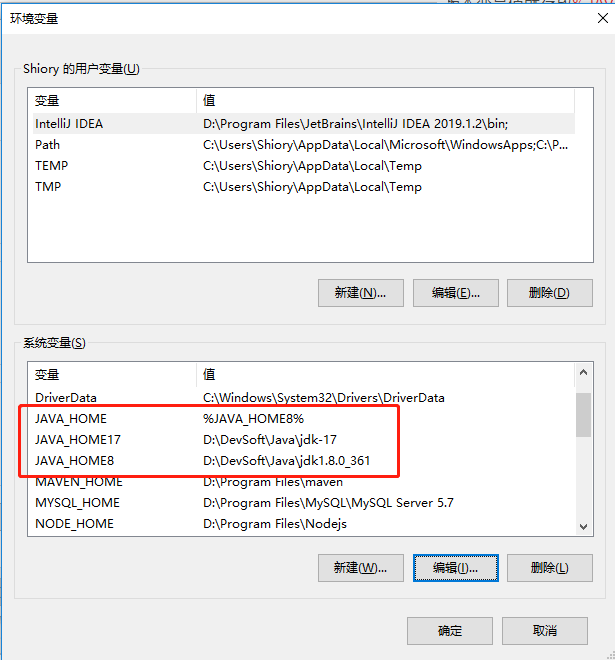 环境变量
Shiory 的用户变量(U)
变量 值
IntelliJ IDEA D:\Program Files\JetBrains\IntelliJ IDEA 2019.1.2\bin;
Path C:\Users\Shiory\AppData\Local\Microsoft\WindowsApps;C:\P...
TEMP C:\Users\Shiory\AppData\Local\Temp
TMP C:\Users\Shiory\AppData\Local\Temp
新建(N)... 编辑(E)... 删除(D)
系统变量(S)
变量 值
DriverData C:\Windows\System32\Drivers\DriverData
JAVA_HOME %JAVA_HOME8%
JAVA_HOME17 D:\DevSoft\Java\jdk-17
JAVA_HOME8 D:\DevSoft\Java\jdk1.8.0_361
MAVEN_HOME D:\Program Files\maven
MYSQL_HOME D:\Program Files\MySQL\MySQL Server 5.7
NODE_HOME D:\Program Files\Nodejs
新建(W)... 编辑(I)... 删除(L)
确定 取消